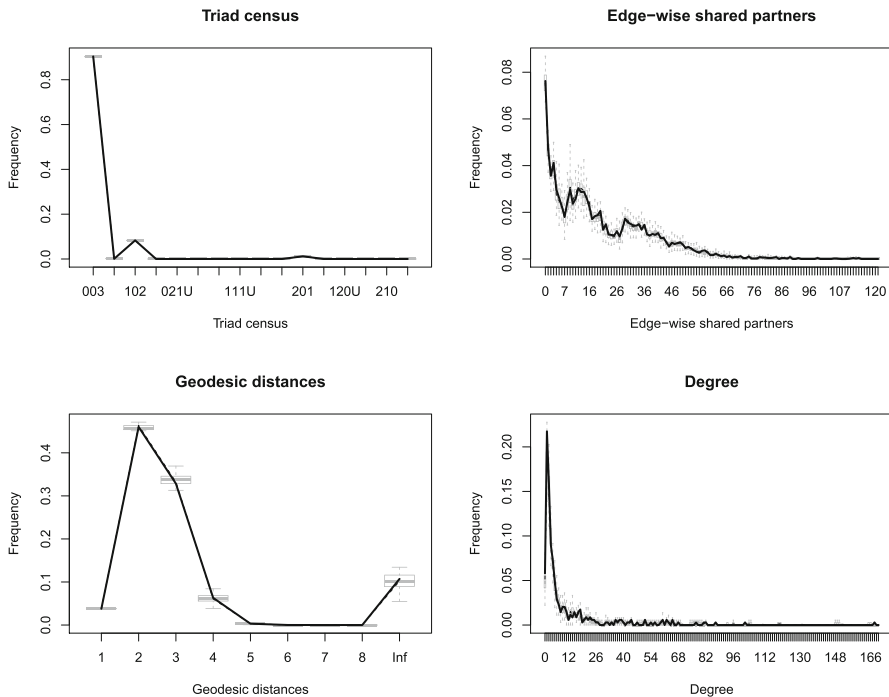 Triad census
Frequency
0.0 0.2 0.4 0.6 0.8
003 102 021U 111U 201 120U 210
Triad census
Edge−wise shared partners
Frequency
0.00 0.02 0.04 0.06 0.08
0 7 16 26 36 46 56 66 76 86 96 107 120
Edge−wise shared partners
Geodesic distances
Frequency
0.0 0.1 0.2 0.3 0.4
1 2 3 4 5 6 7 8 Inf
Geodesic distances
Degree
Frequency
0.00 0.05 0.10 0.15 0.20
0 12 26 40 54 68 82 96 112 130 148 166
Degree